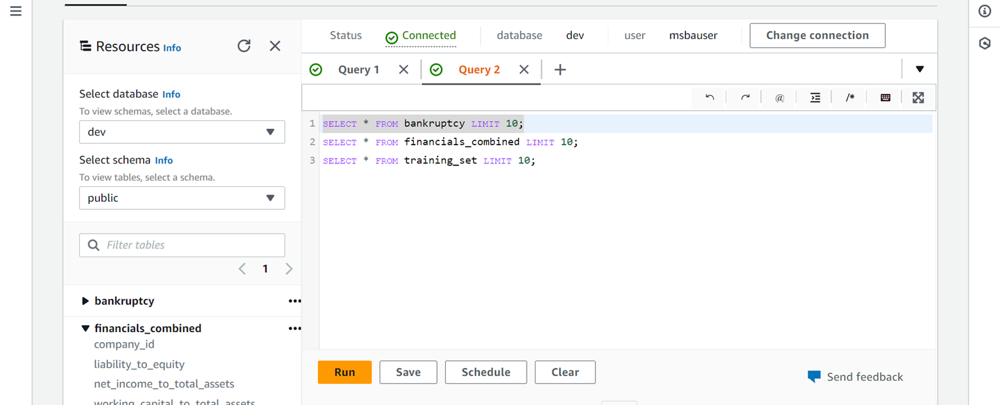 Resources Info
Status Connected database dev user msbauser Change connection
Query 1 Query 2
Select database Info
To view schemas, select a database.
dev
Select schema Info
To view tables, select a schema.
public
Filter tables
1
bankruptcy
financials_combined
company_id
liability_to_equity
net_income_to_total_assets
working_capital_to_total_assets
@ /*
1 SELECT * FROM bankruptcy LIMIT 10;
2 SELECT * FROM financials_combined LIMIT 10;
3 SELECT * FROM training_set LIMIT 10;
Run Save Schedule Clear
Send feedback